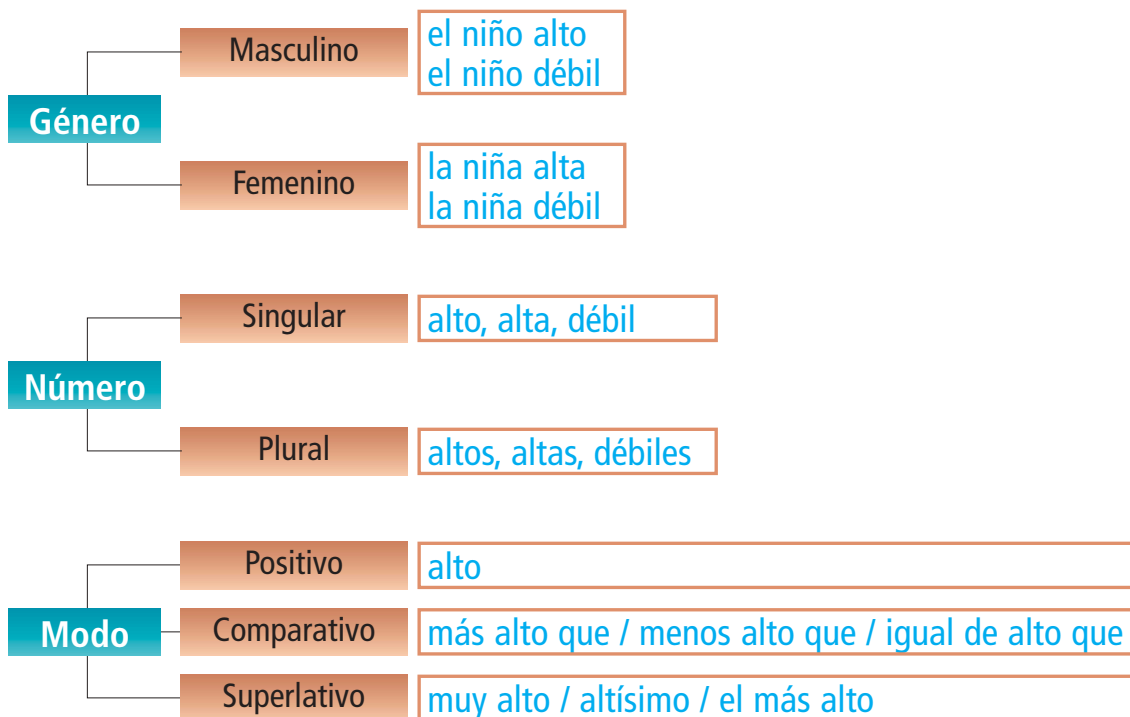 Género
Masculino
el niño alto
el niño débil
Femenino
la niña alta
la niña débil
Número
Singular
alto, alta, débil
Plural
altos, altas, débiles
Modo
Positivo
alto
Comparativo
más alto que / menos alto que / igual de alto que
Superlativo
muy alto / altísimo / el más alto